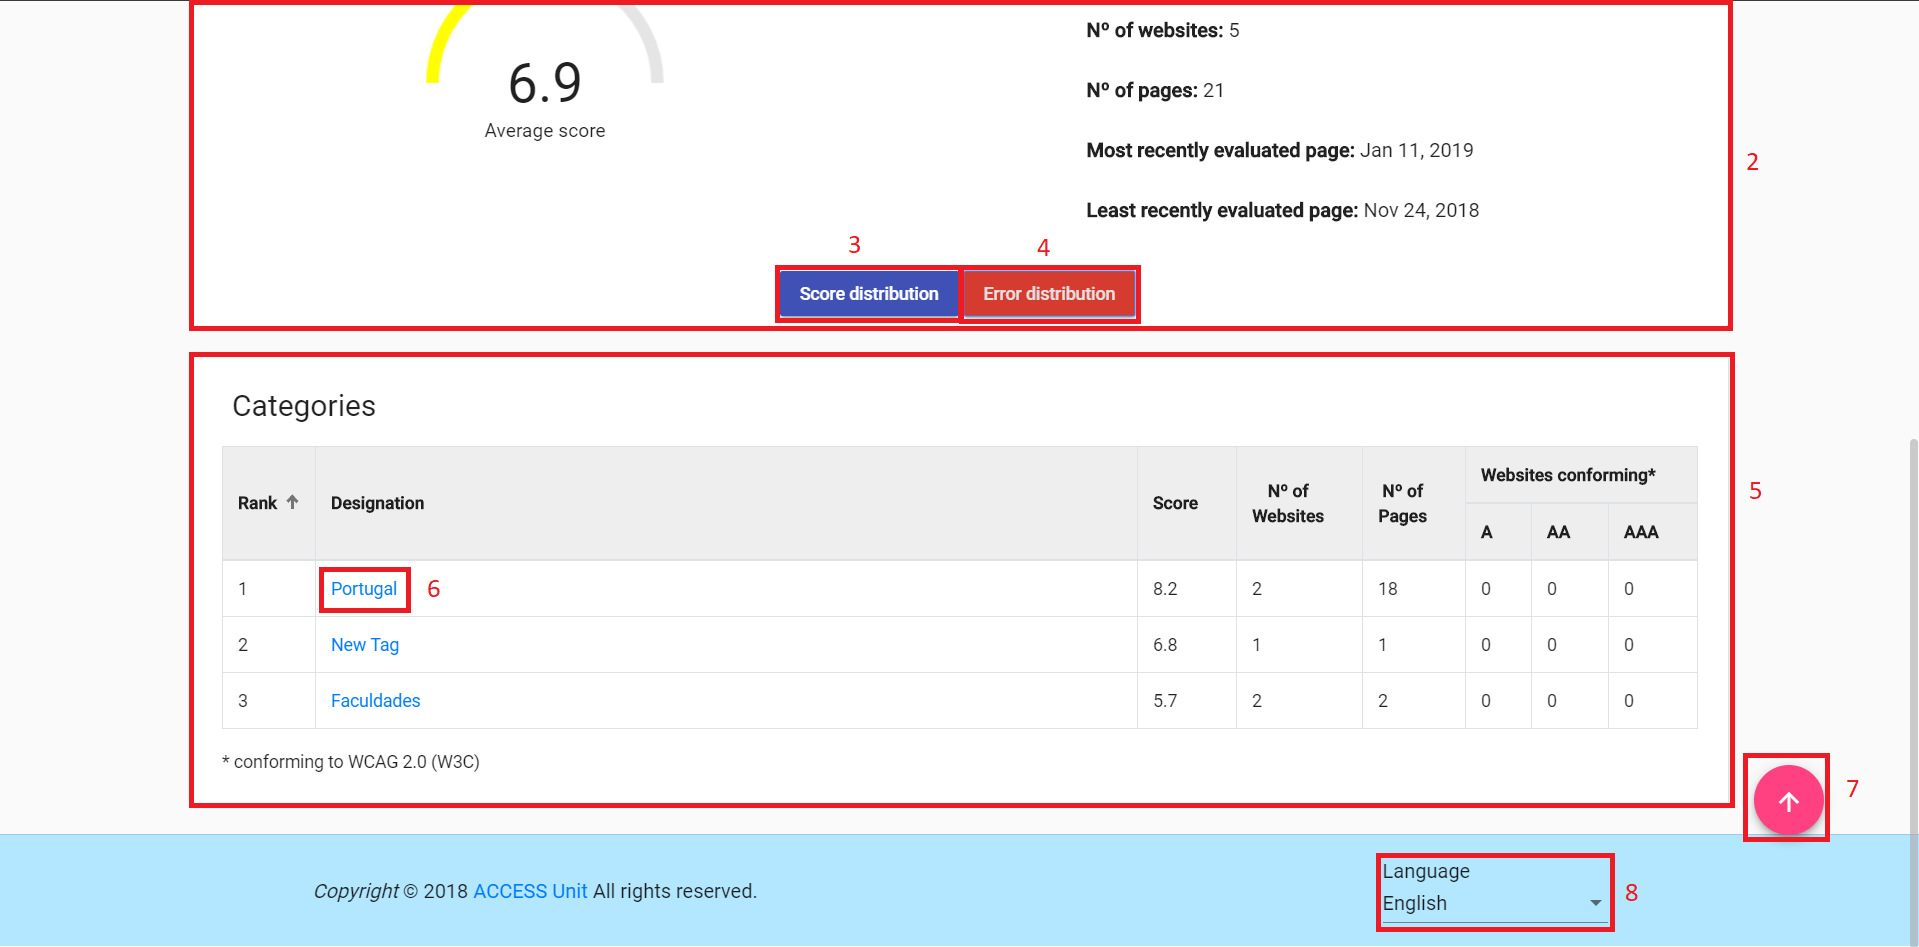 6.9
Average score
Nº of websites: 5
Nº of pages: 21
Most recently evaluated page: Jan 11, 2019
Least recently evaluated page: Nov 24, 2018
2
3
4
Score distribution
Error distribution
Categories
5
Rank
Designation
Score
Nº of
Websites
Nº of
Pages
Websites conforming*
A
AA
AAA
1 Portugal 6 8.2 2 18 0 0 0
2 New Tag 6.8 1 1 0 0 0
3 Faculdades 5.7 2 2 0 0 0
* conforming to WCAG 2.0 (W3C)
7
Copyright © 2018 ACCESS Unit All rights reserved.
Language
English
8